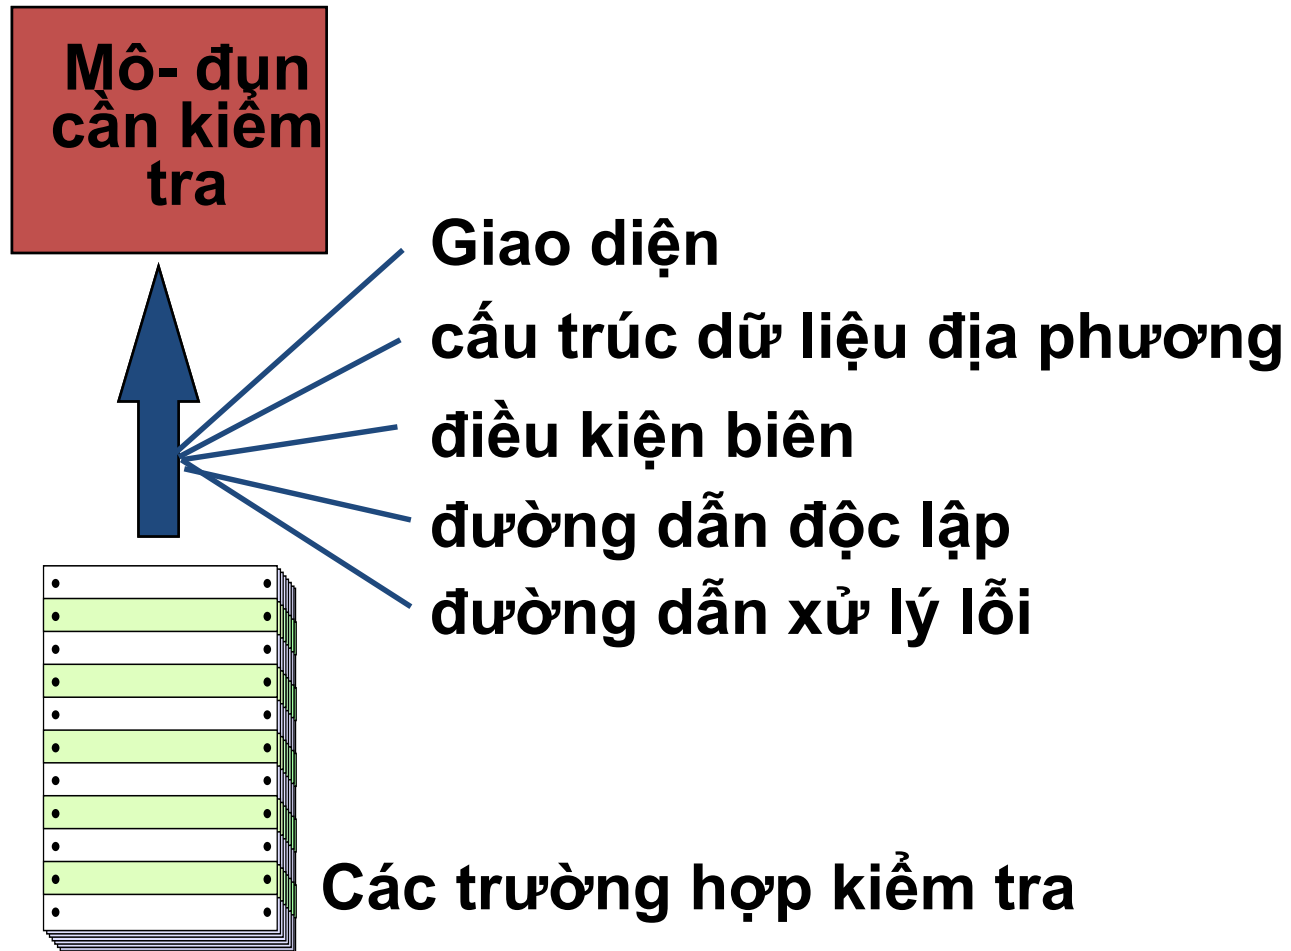 Mô- đun
cần kiểm
tra
Giao diện
cấu trúc dữ liệu địa phương
điều kiện biên
đường dẫn độc lập
đường dẫn xử lý lỗi
Các trường hợp kiểm tra